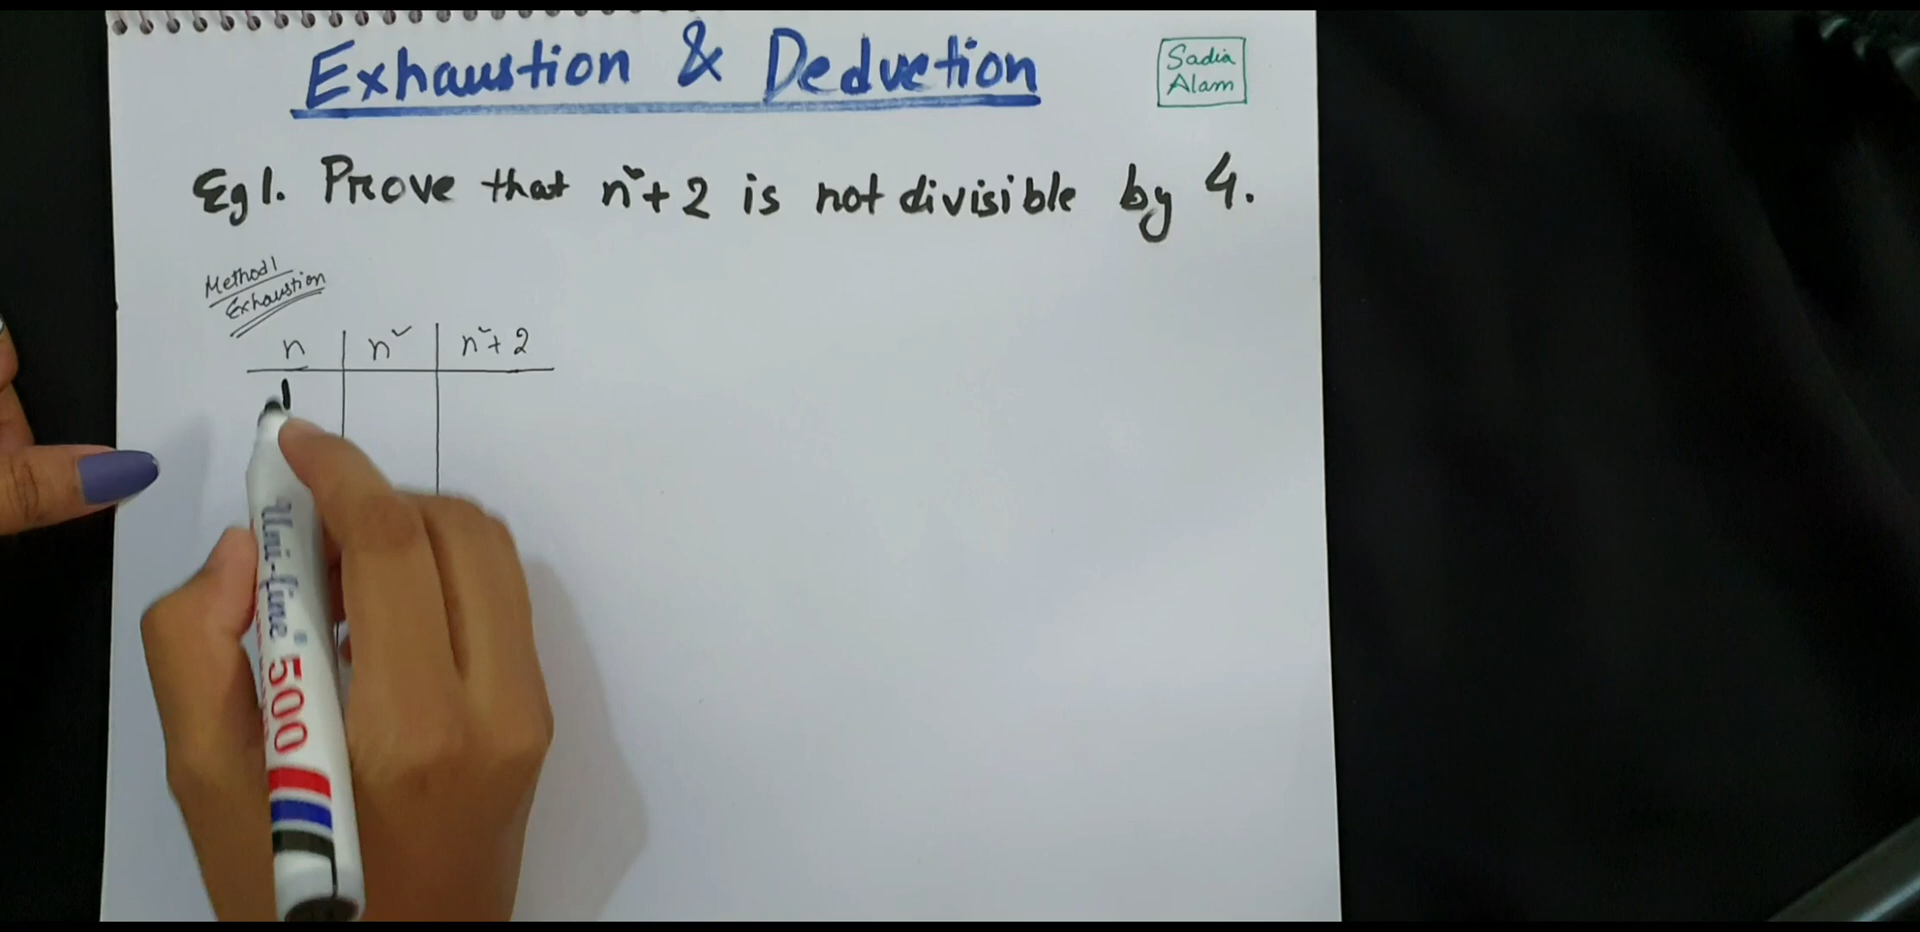 Exhaustion & Deduction
Sadia
Alam
Eg 1. Prove that n²+2 is not divisible by 4.
Method 1
Exhaustion
n n² n²+2
1
Uni-fine® 500